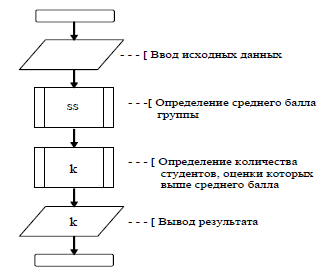 - - - [ Ввод исходных данных
ss
- - -[ Определение среднего балла
группы
k
- - - [ Определение количества
студентов, оценки которых
выше среднего балла
k
- - - [ Вывод результата